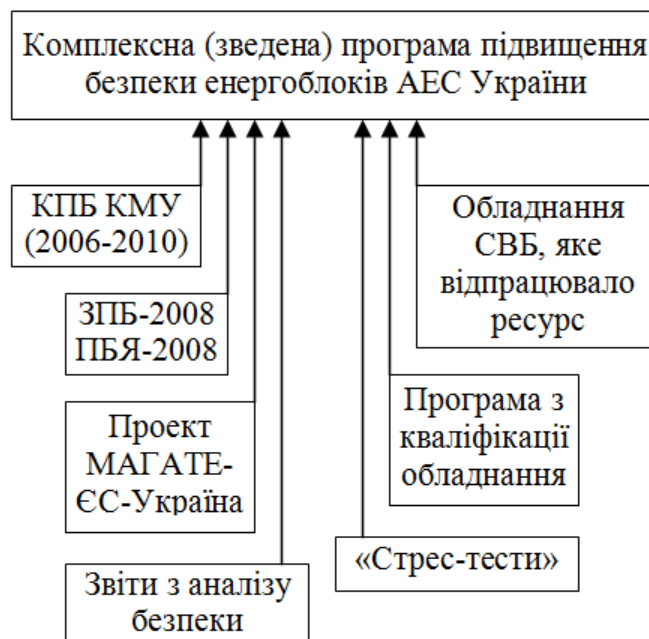 Комплексна (зведена) програма підвищення
безпеки енергоблоків АЕС України
КПБ КМУ
(2006-2010)
ЗПБ-2008
ПБЯ-2008
Проект
МАГАТЕ-
ЄС-Україна
Звіти з аналізу
безпеки
Обладнання
СВБ, яке
відпрацювало
ресурс
Програма з
кваліфікації
обладнання
«Стрес-тести»